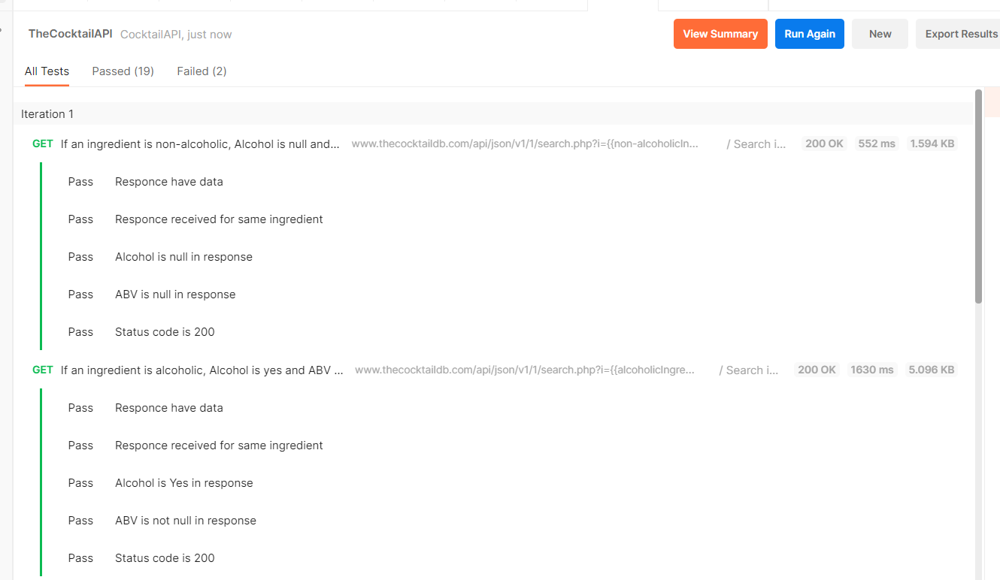 TheCocktailAPI CocktailAPI, just now View Summary Run Again New Export Results
All Tests Passed (19) Failed (2)
Iteration 1
GET If an ingredient is non-alcoholic, Alcohol is null and... www.thecocktaildb.com/api/json/v1/1/search.php?i={{non-alcoholicIn... / Search i... 200 OK 552 ms 1.594 KB
Pass Responce have data
Pass Responce received for same ingredient
Pass Alcohol is null in response
Pass ABV is null in response
Pass Status code is 200
GET If an ingredient is alcoholic, Alcohol is yes and ABV ... www.thecocktaildb.com/api/json/v1/1/search.php?i={{alcoholicIngre... / Search i... 200 OK 1630 ms 5.096 KB
Pass Responce have data
Pass Responce received for same ingredient
Pass Alcohol is Yes in response
Pass ABV is not null in response
Pass Status code is 200